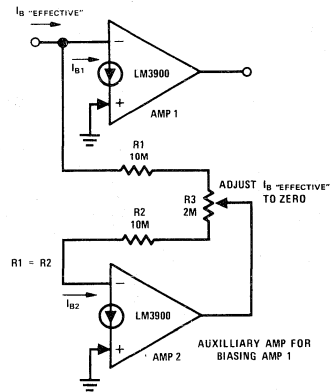 I_B "EFFECTIVE"
−
I_B1
LM3900
+
AMP 1
R1
10M
ADJUST I_B "EFFECTIVE"
TO ZERO
R3
2M
R2
10M
R1 = R2
−
I_B2
LM3900
+
AMP 2
AUXILLIARY AMP FOR
BIASING AMP 1